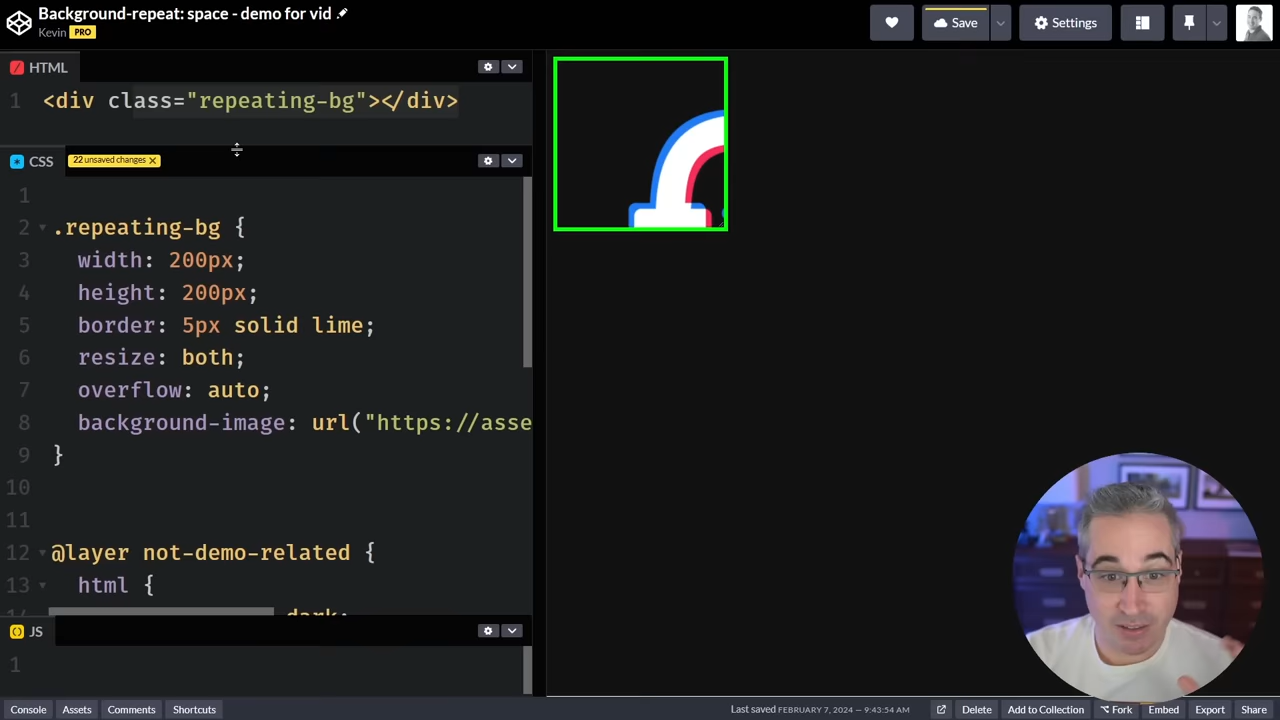 Background-repeat: space - demo for vid
Kevin PRO
Save
Settings
HTML
1 <div class="repeating-bg"></div>
CSS
22 unsaved changes X
1
2 .repeating-bg {
3 width: 200px;
4 height: 200px;
5 border: 5px solid lime;
6 resize: both;
7 overflow: auto;
8 background-image: url("https://asse
9 }
10
11
12 @layer not-demo-related {
13 html {
JS
1
Console
Assets
Comments
Shortcuts
Last saved FEBRUARY 7, 2024 — 9:43:54 AM
Delete
Add to Collection
Fork
Embed
Export
Share